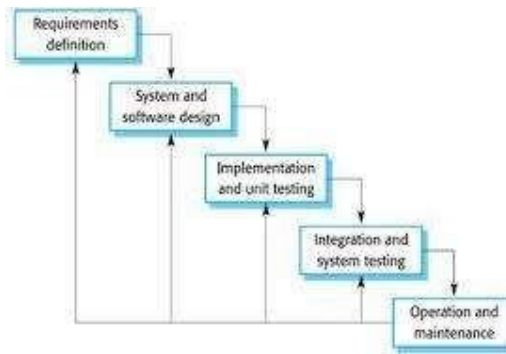 Requirements
definition
System and
software design
Implementation
and unit testing
Integration and
system testing
Operation and
maintenance